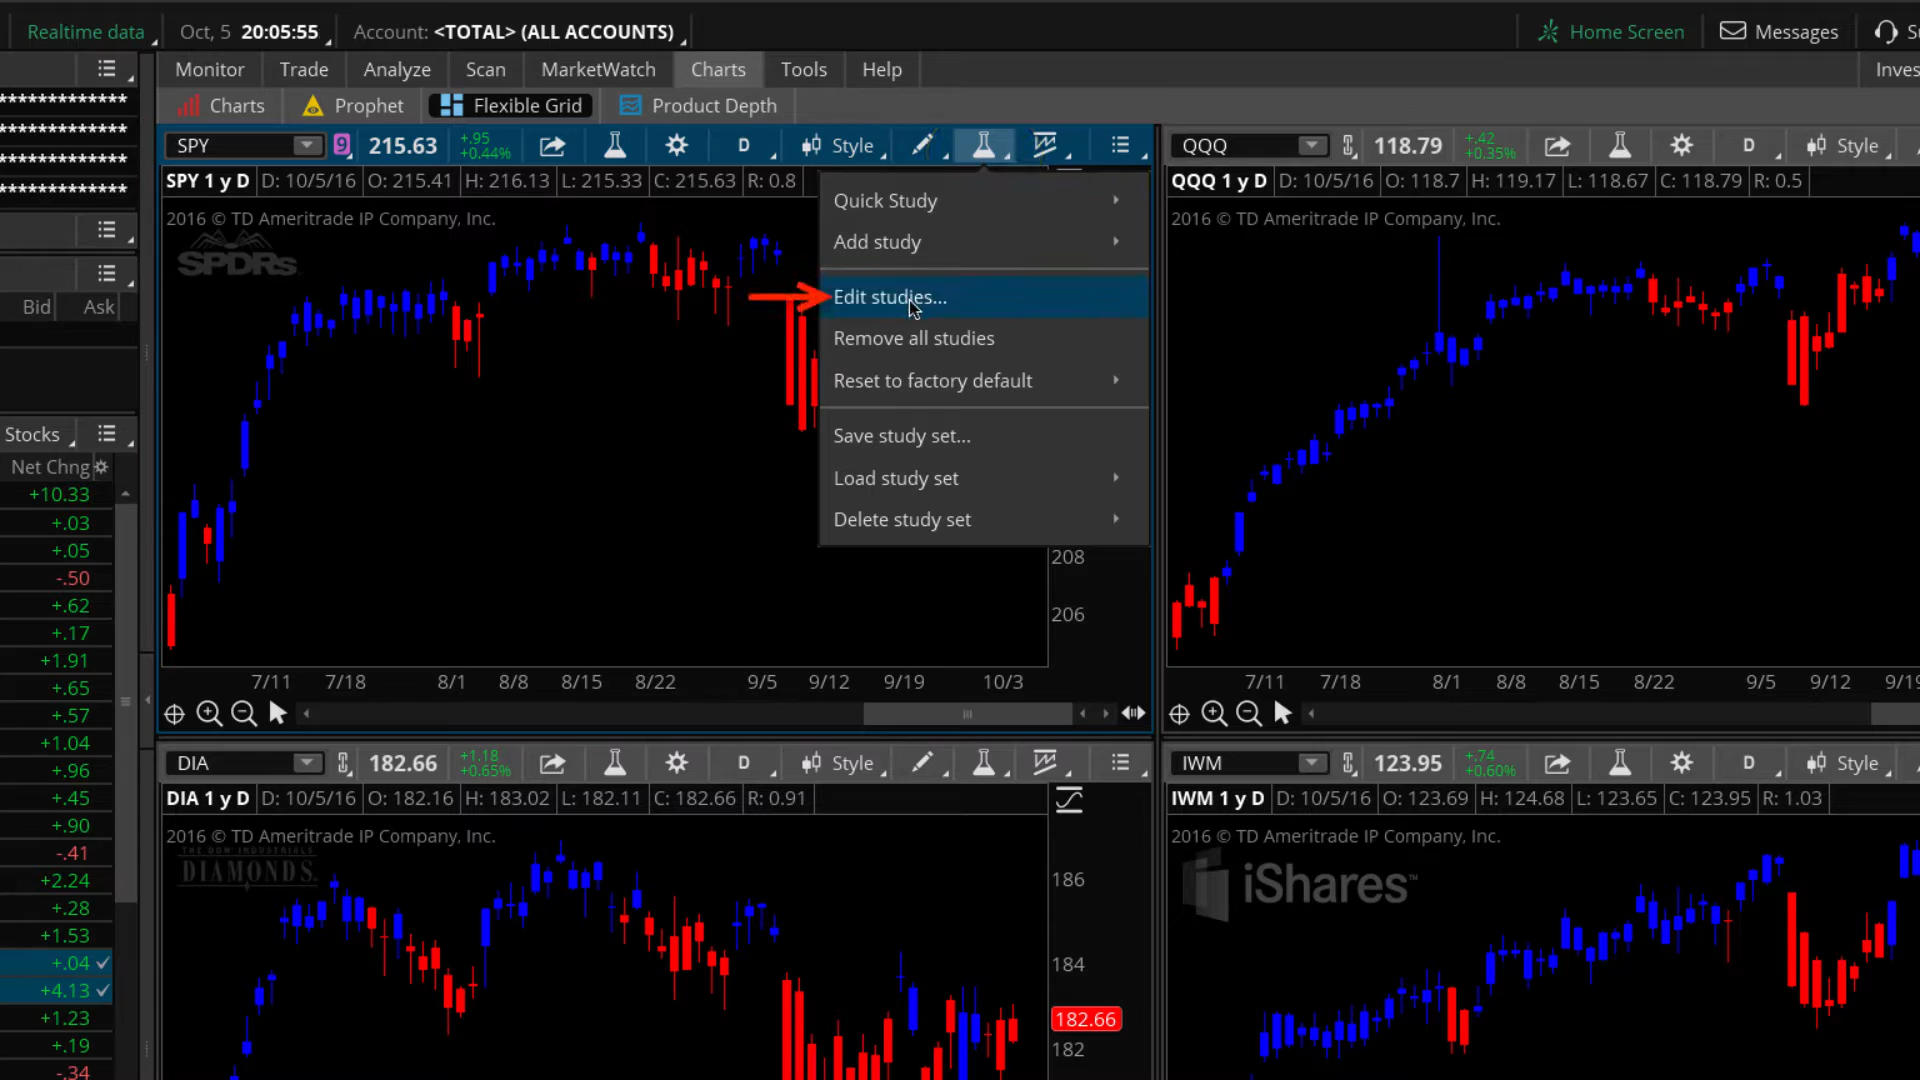 Realtime data
Oct, 5 20:05:55
Account: <TOTAL> (ALL ACCOUNTS)
Home Screen
Messages
Monitor Trade Analyze Scan MarketWatch Charts Tools Help
Charts Prophet Flexible Grid Product Depth
*************
*************
*************
*************
Bid Ask
Stocks
Net Chng
+10.33
+.03
+.05
-.50
+.62
+.17
+1.91
+.65
+.57
+1.04
+.96
+.45
+.90
-.41
+2.24
+.28
+1.53
+.04
+4.13
+1.23
+.19
-.34
SPY 9 215.63 +.95 +0.44% D Style
SPY 1 y D D: 10/5/16 O: 215.41 H: 216.13 L: 215.33 C: 215.63 R: 0.8
2016 © TD Ameritrade IP Company, Inc.
SPDRs
Quick Study
Add study
Edit studies...
Remove all studies
Reset to factory default
Save study set...
Load study set
Delete study set
208
206
7/11 7/18 8/1 8/8 8/15 8/22 9/5 9/12 9/19 10/3
QQQ 118.79 +.42 +0.35% D Style
QQQ 1 y D D: 10/5/16 O: 118.7 H: 119.17 L: 118.67 C: 118.79 R: 0.5
2016 © TD Ameritrade IP Company, Inc.
7/11 7/18 8/1 8/8 8/15 8/22 9/5 9/12
DIA 182.66 +1.18 +0.65% D Style
DIA 1 y D D: 10/5/16 O: 182.16 H: 183.02 L: 182.11 C: 182.66 R: 0.91
2016 © TD Ameritrade IP Company, Inc.
THE DOW INDUSTRIALS
DIAMONDS
186
184
182.66
182
IWM 123.95 +.74 +0.60% D Style
IWM 1 y D D: 10/5/16 O: 123.69 H: 124.68 L: 123.65 C: 123.95 R: 1.03
2016 © TD Ameritrade IP Company, Inc.
iShares™